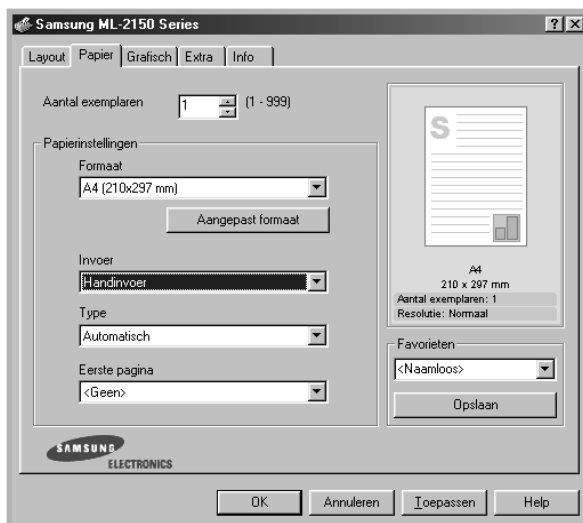 Samsung ML-2150 Series
Layout Papier Grafisch Extra Info
Aantal exemplaren 1 (1 - 999)
Papierinstellingen
Formaat
A4 (210x297 mm)
Aangepast formaat
Invoer
Handinvoer
Type
Automatisch
Eerste pagina
<Geen>
S
A4
210 x 297 mm
Aantal exemplaren: 1
Resolutie: Normaal
Favorieten
<Naamloos>
Opslaan
SAMSUNG
ELECTRONICS
OK Annuleren Toepassen Help